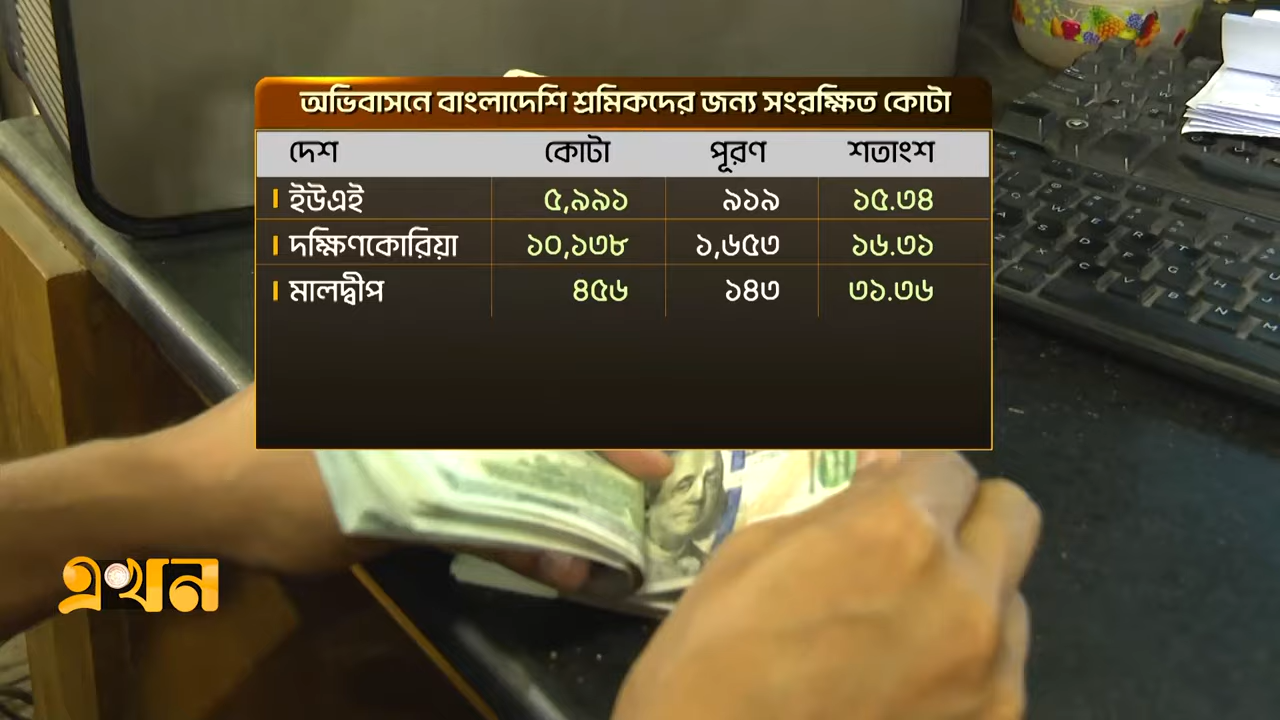 অভিবাসনে বাংলাদেশি শ্রমিকদের জন্য সংরক্ষিত কোটা
দেশ কোটা পূরণ শতাংশ
ইউএই ৫,৯৯১ ৯১৯ ১৫.৩৪
দক্ষিণকোরিয়া ১০,১৩৮ ১,৬৫৩ ১৬.৩১
মালদ্বীপ ৪৫৬ ১৪৩ ৩১.৩৬
এখন